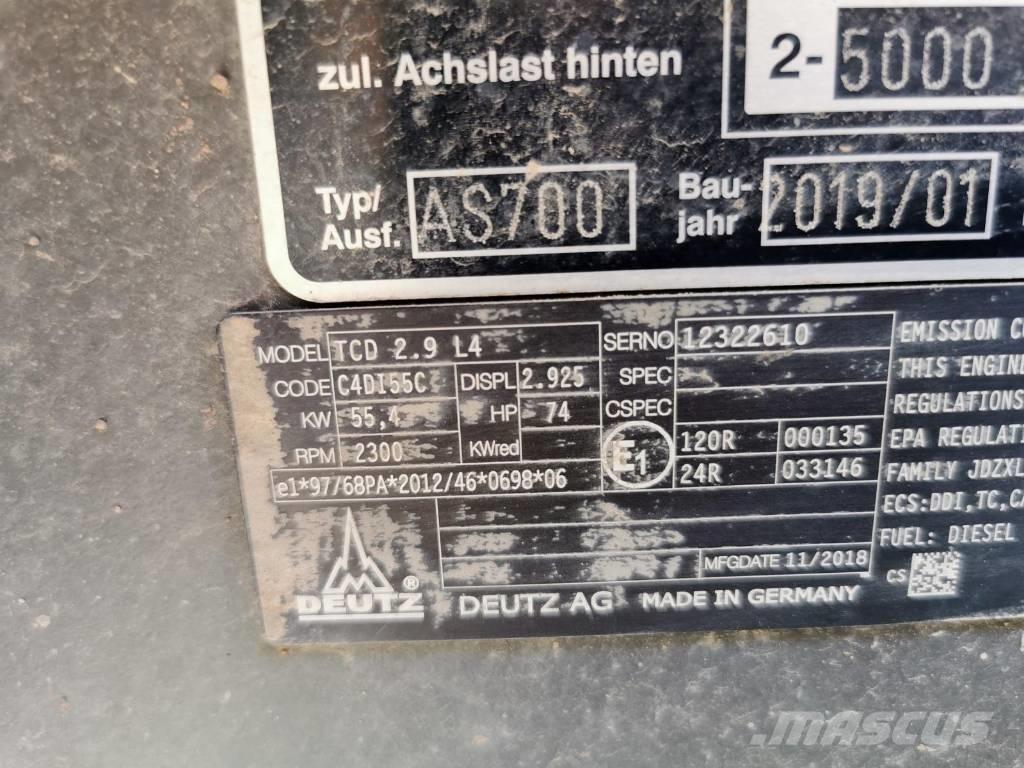 zul. Achslast hinten 2- 5000
Typ/ Ausf. AS700 Bau- jahr 2019/01
MODEL TCD 2.9 L4 SERNO 12322610 EMISSION C
CODE C4DI55C DISPL 2.925 SPEC THIS ENGINE
KW 55,4 HP 74 CSPEC REGULATIONS
RPM 2300 KWred E1 120R 000135 EPA REGULATI
24R 033146 FAMILY JDZXL
e1*97/68PA*2012/46*0698*06 ECS:DDI,TC,CA
FUEL: DIESEL
MFGDATE 11/2018 CS
DEUTZ ® DEUTZ AG MADE IN GERMANY
MASCUS